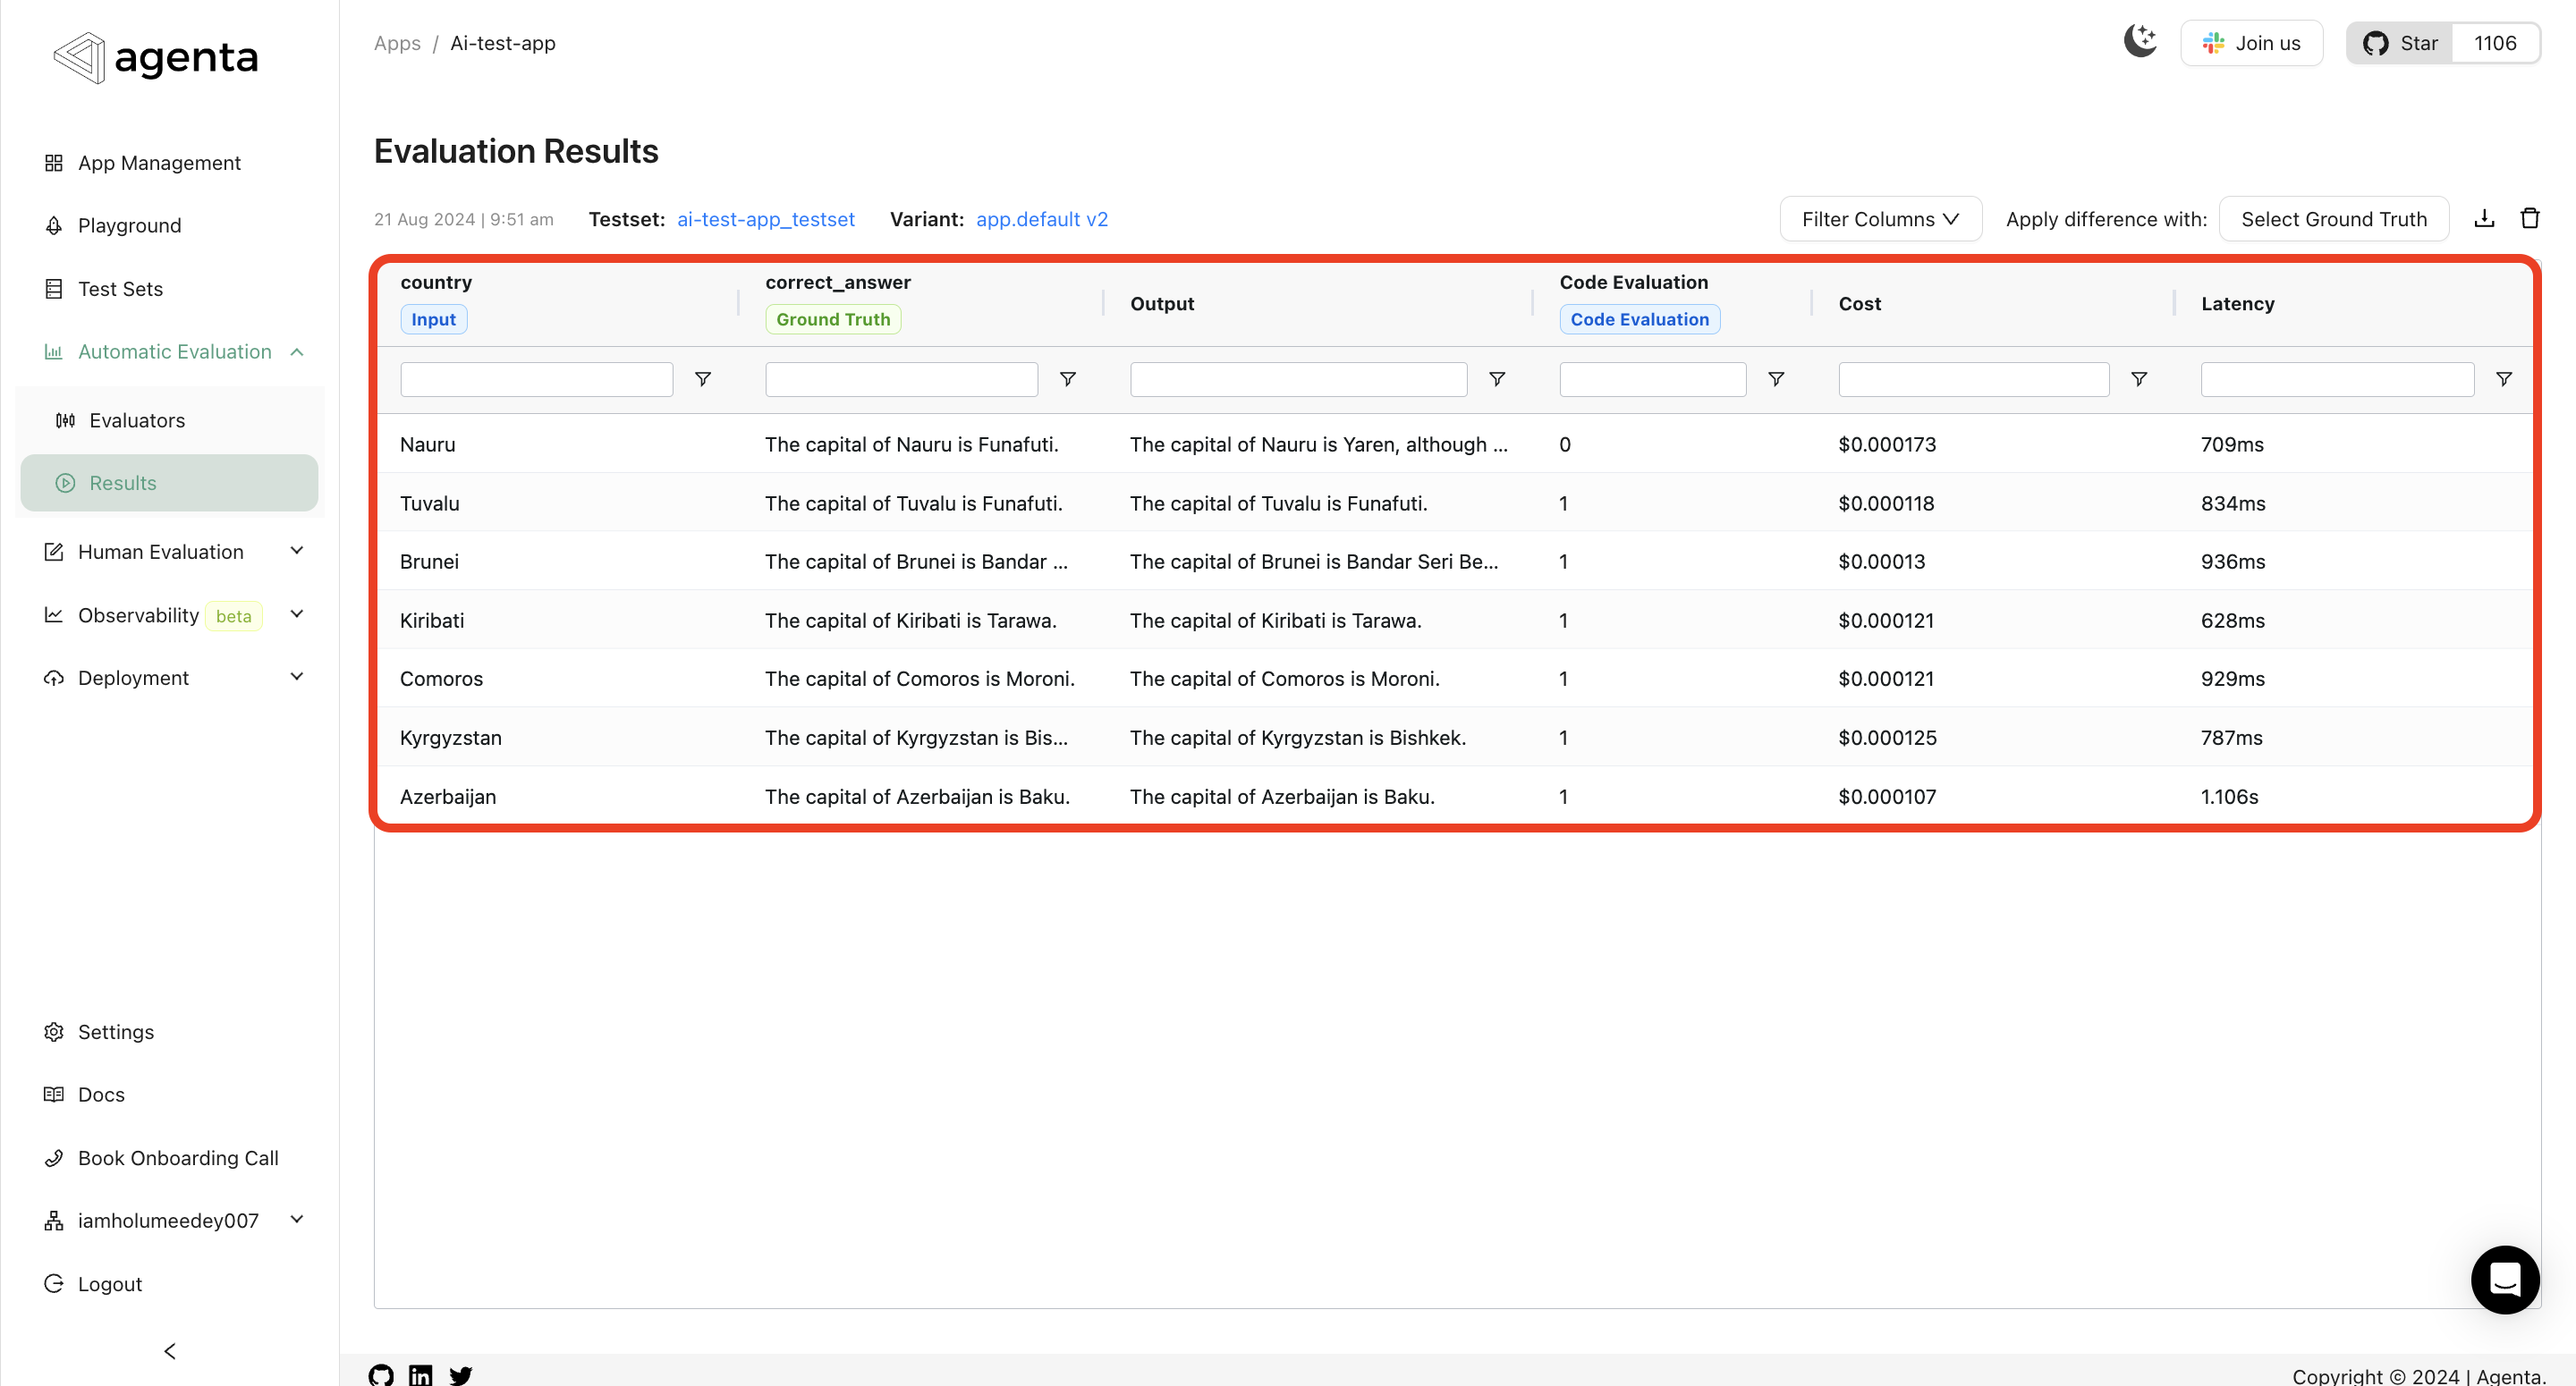 agenta
App Management
Playground
Test Sets
Automatic Evaluation
Evaluators
Results
Human Evaluation
Observability beta
Deployment
Settings
Docs
Book Onboarding Call
iamholumeedey007
Logout
Apps / Ai-test-app
Join us
Star 1106
Evaluation Results
21 Aug 2024 | 9:51 am Testset: ai-test-app_testset Variant: app.default v2
Filter Columns Apply difference with: Select Ground Truth
country correct_answer Output Code Evaluation Cost Latency
Input Ground Truth Code Evaluation
Nauru The capital of Nauru is Funafuti. The capital of Nauru is Yaren, although ... 0 $0.000173 709ms
Tuvalu The capital of Tuvalu is Funafuti. The capital of Tuvalu is Funafuti. 1 $0.000118 834ms
Brunei The capital of Brunei is Bandar ... The capital of Brunei is Bandar Seri Be... 1 $0.00013 936ms
Kiribati The capital of Kiribati is Tarawa. The capital of Kiribati is Tarawa. 1 $0.000121 628ms
Comoros The capital of Comoros is Moroni. The capital of Comoros is Moroni. 1 $0.000121 929ms
Kyrgyzstan The capital of Kyrgyzstan is Bis... The capital of Kyrgyzstan is Bishkek. 1 $0.000125 787ms
Azerbaijan The capital of Azerbaijan is Baku. The capital of Azerbaijan is Baku. 1 $0.000107 1.106s
in
Copyright © 2024 | Agenta.